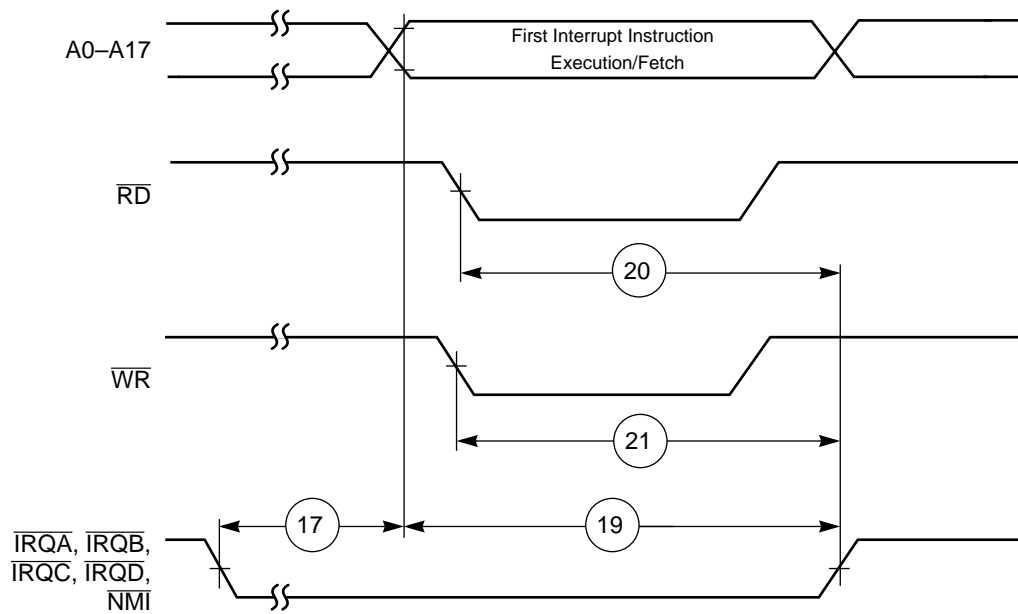 A0–A17
First Interrupt Instruction
Execution/Fetch
RD
20
WR
21
17
19
IRQA, IRQB,
IRQC, IRQD,
NMI